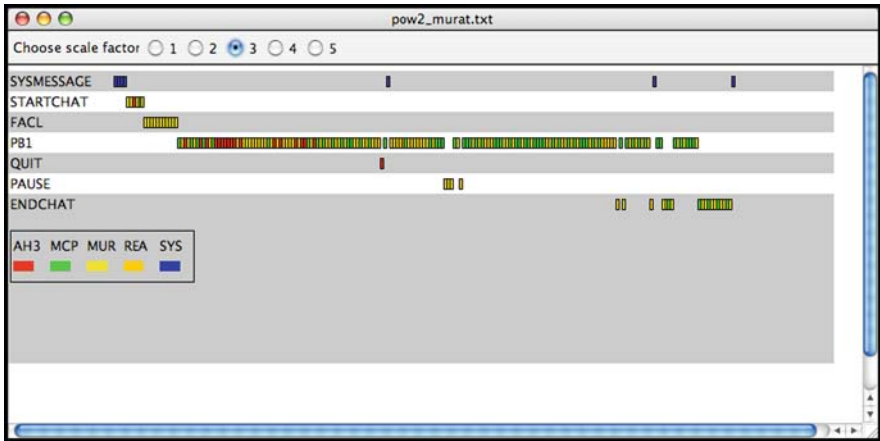 pow2_murat.txt
Choose scale factor 1 2 3 4 5
SYSMESSAGE
STARTCHAT
FACL
PB1
QUIT
PAUSE
ENDCHAT
AH3 MCP MUR REA SYS